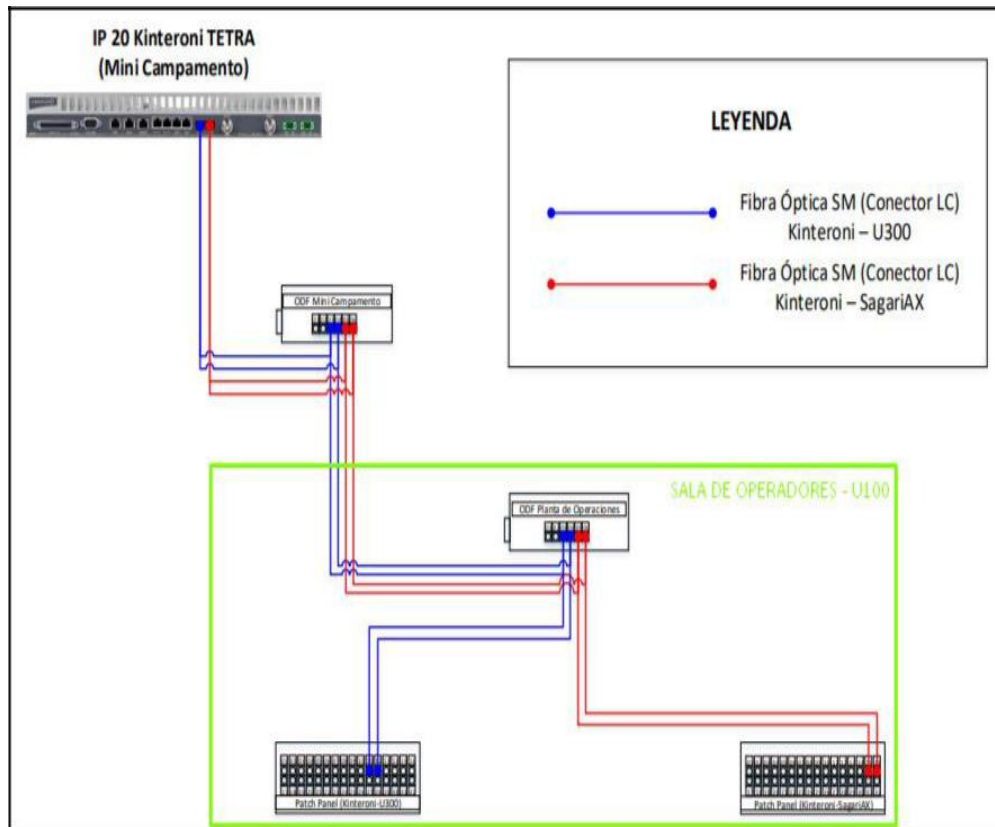 IP 20 Kinteroni TETRA
(Mini Campamento)
LEYENDA
Fibra Óptica SM (Conector LC)
Kinteroni – U300
Fibra Óptica SM (Conector LC)
Kinteroni – SagariAX
ODF Mini Campamento
SALA DE OPERADORES - U100
ODF Planta de Operaciones
Patch Panel (Kinteroni-U300)
Patch Panel (Kinteroni-SagariAX)